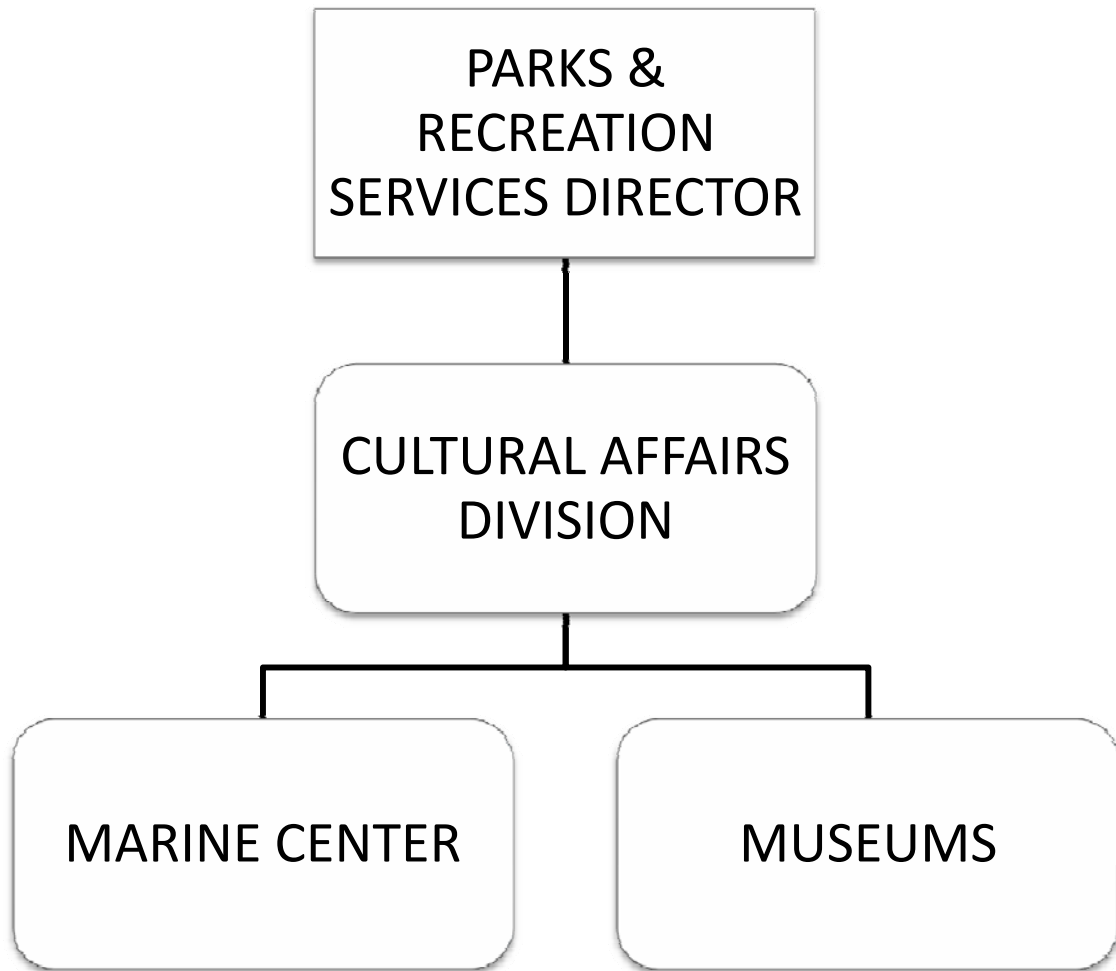 PARKS &
RECREATION
SERVICES DIRECTOR
CULTURAL AFFAIRS
DIVISION
MARINE CENTER
MUSEUMS